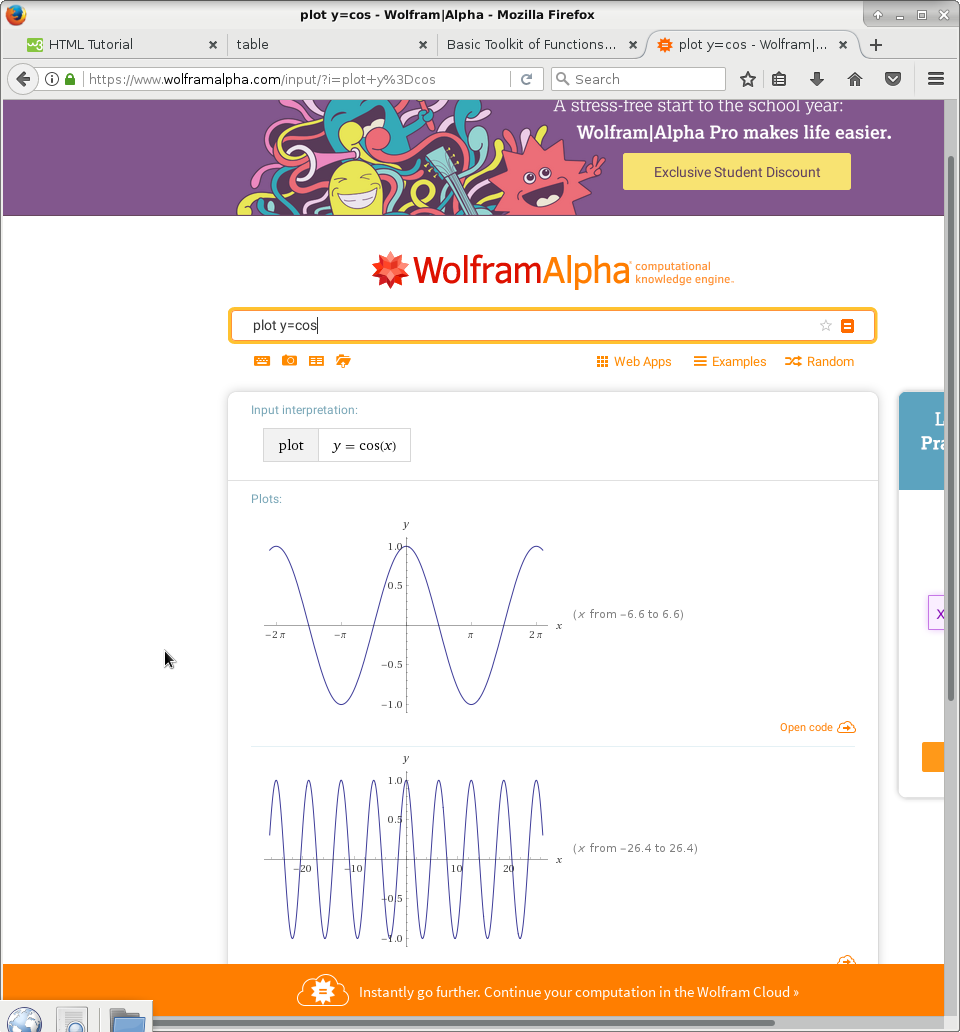 plot y=cos - Wolfram|Alpha - Mozilla Firefox
HTML Tutorial
table
Basic Toolkit of Functions...
plot y=cos - Wolfram|...
https://www.wolframalpha.com/input/?i=plot+y%3Dcos
Search
A stress-free start to the school year:
Wolfram|Alpha Pro makes life easier.
Exclusive Student Discount
WolframAlpha computational
knowledge engine.
plot y=cos
Web Apps
Examples
Random
Input interpretation:
plot
y = cos(x)
Plots:
y
1.0
0.5
−2 π
−π
π
2 π
x
−0.5
−1.0
(x from −6.6 to 6.6)
Open code
y
1.0
0.5
−20
−10
10
20
x
−0.5
−1.0
(x from −26.4 to 26.4)
Instantly go further. Continue your computation in the Wolfram Cloud »